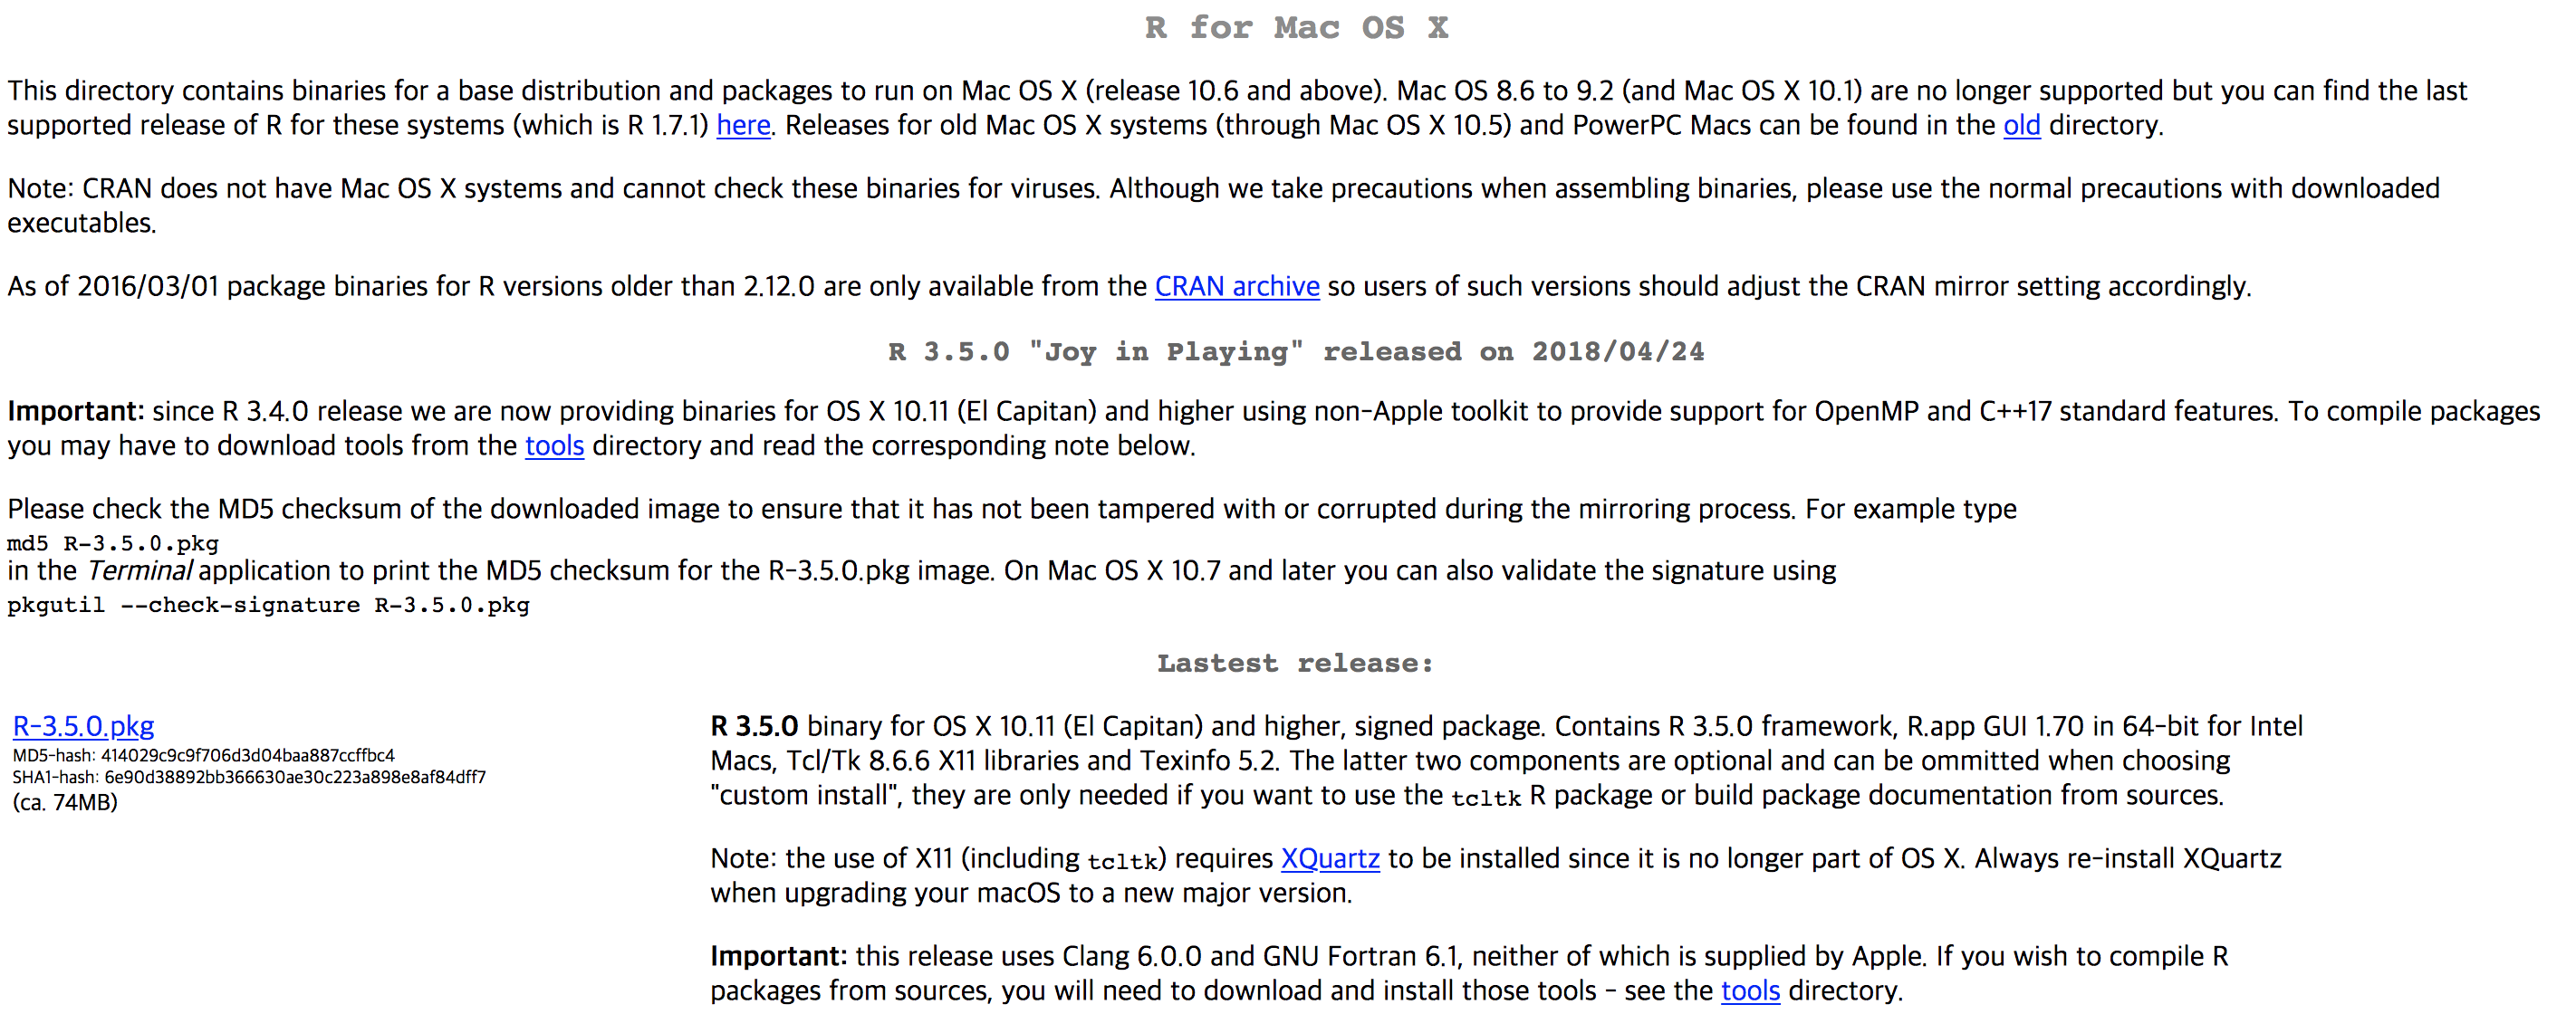 R for Mac OS X
This directory contains binaries for a base distribution and packages to run on Mac OS X (release 10.6 and above). Mac OS 8.6 to 9.2 (and Mac OS X 10.1) are no longer supported but you can find the last
supported release of R for these systems (which is R 1.7.1) here. Releases for old Mac OS X systems (through Mac OS X 10.5) and PowerPC Macs can be found in the old directory.
Note: CRAN does not have Mac OS X systems and cannot check these binaries for viruses. Although we take precautions when assembling binaries, please use the normal precautions with downloaded
executables.
As of 2016/03/01 package binaries for R versions older than 2.12.0 are only available from the CRAN archive so users of such versions should adjust the CRAN mirror setting accordingly.
R 3.5.0 "Joy in Playing" released on 2018/04/24
Important: since R 3.4.0 release we are now providing binaries for OS X 10.11 (El Capitan) and higher using non-Apple toolkit to provide support for OpenMP and C++17 standard features. To compile packages
you may have to download tools from the tools directory and read the corresponding note below.
Please check the MD5 checksum of the downloaded image to ensure that it has not been tampered with or corrupted during the mirroring process. For example type
md5 R-3.5.0.pkg
in the Terminal application to print the MD5 checksum for the R-3.5.0.pkg image. On Mac OS X 10.7 and later you can also validate the signature using
pkgutil --check-signature R-3.5.0.pkg
Lastest release:
R-3.5.0.pkg
MD5-hash: 414029c9c9f706d3d04baa887ccffbc4
SHA1-hash: 6e90d38892bb366630ae30c223a898e8af84dff7
(ca. 74MB)
R 3.5.0 binary for OS X 10.11 (El Capitan) and higher, signed package. Contains R 3.5.0 framework, R.app GUI 1.70 in 64-bit for Intel
Macs, Tcl/Tk 8.6.6 X11 libraries and Texinfo 5.2. The latter two components are optional and can be ommitted when choosing
"custom install", they are only needed if you want to use the tcltk R package or build package documentation from sources.
Note: the use of X11 (including tcltk) requires XQuartz to be installed since it is no longer part of OS X. Always re-install XQuartz
when upgrading your macOS to a new major version.
Important: this release uses Clang 6.0.0 and GNU Fortran 6.1, neither of which is supplied by Apple. If you wish to compile R
packages from sources, you will need to download and install those tools - see the tools directory.